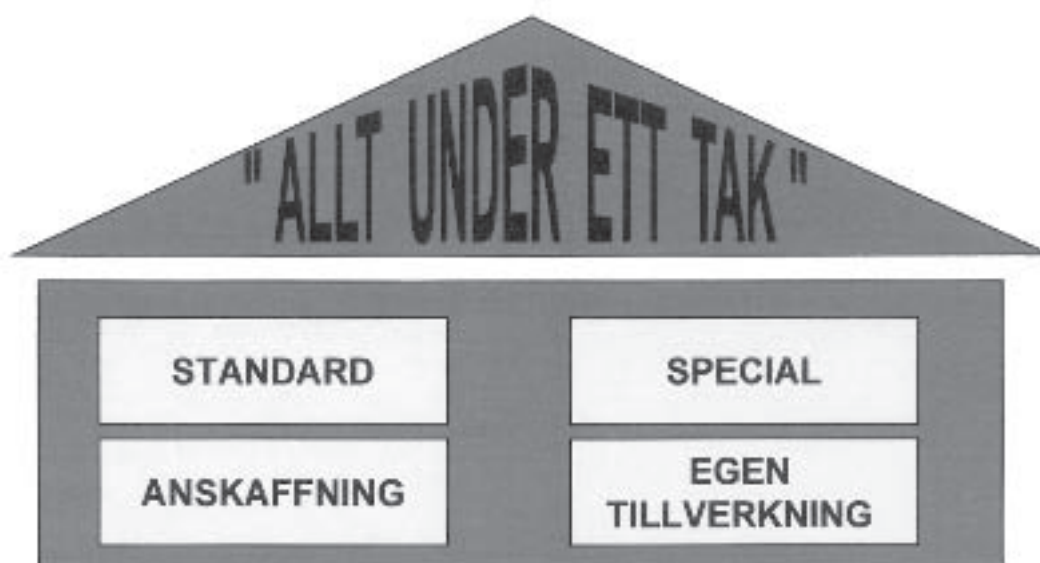 "ALLT UNDER ETT TAK"
STANDARD
SPECIAL
ANSKAFFNING
EGEN
TILLVERKNING